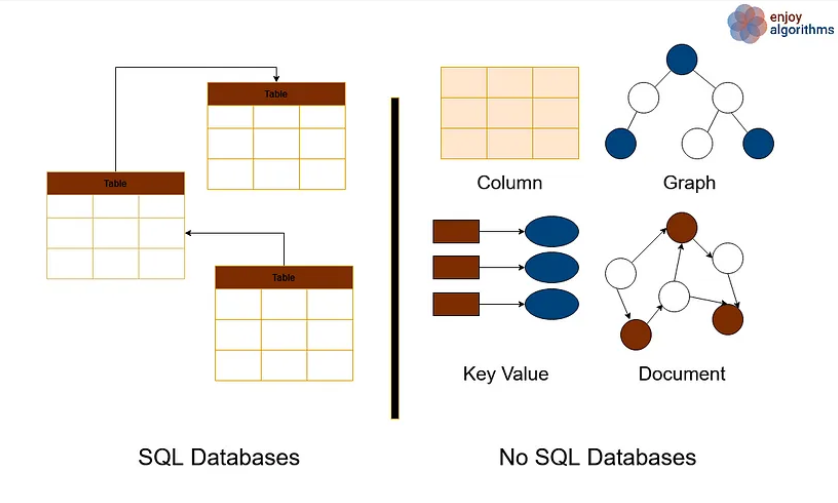 enjoy
algorithms
Table
Table
Table
SQL Databases
Column
Graph
Key Value
Document
No SQL Databases